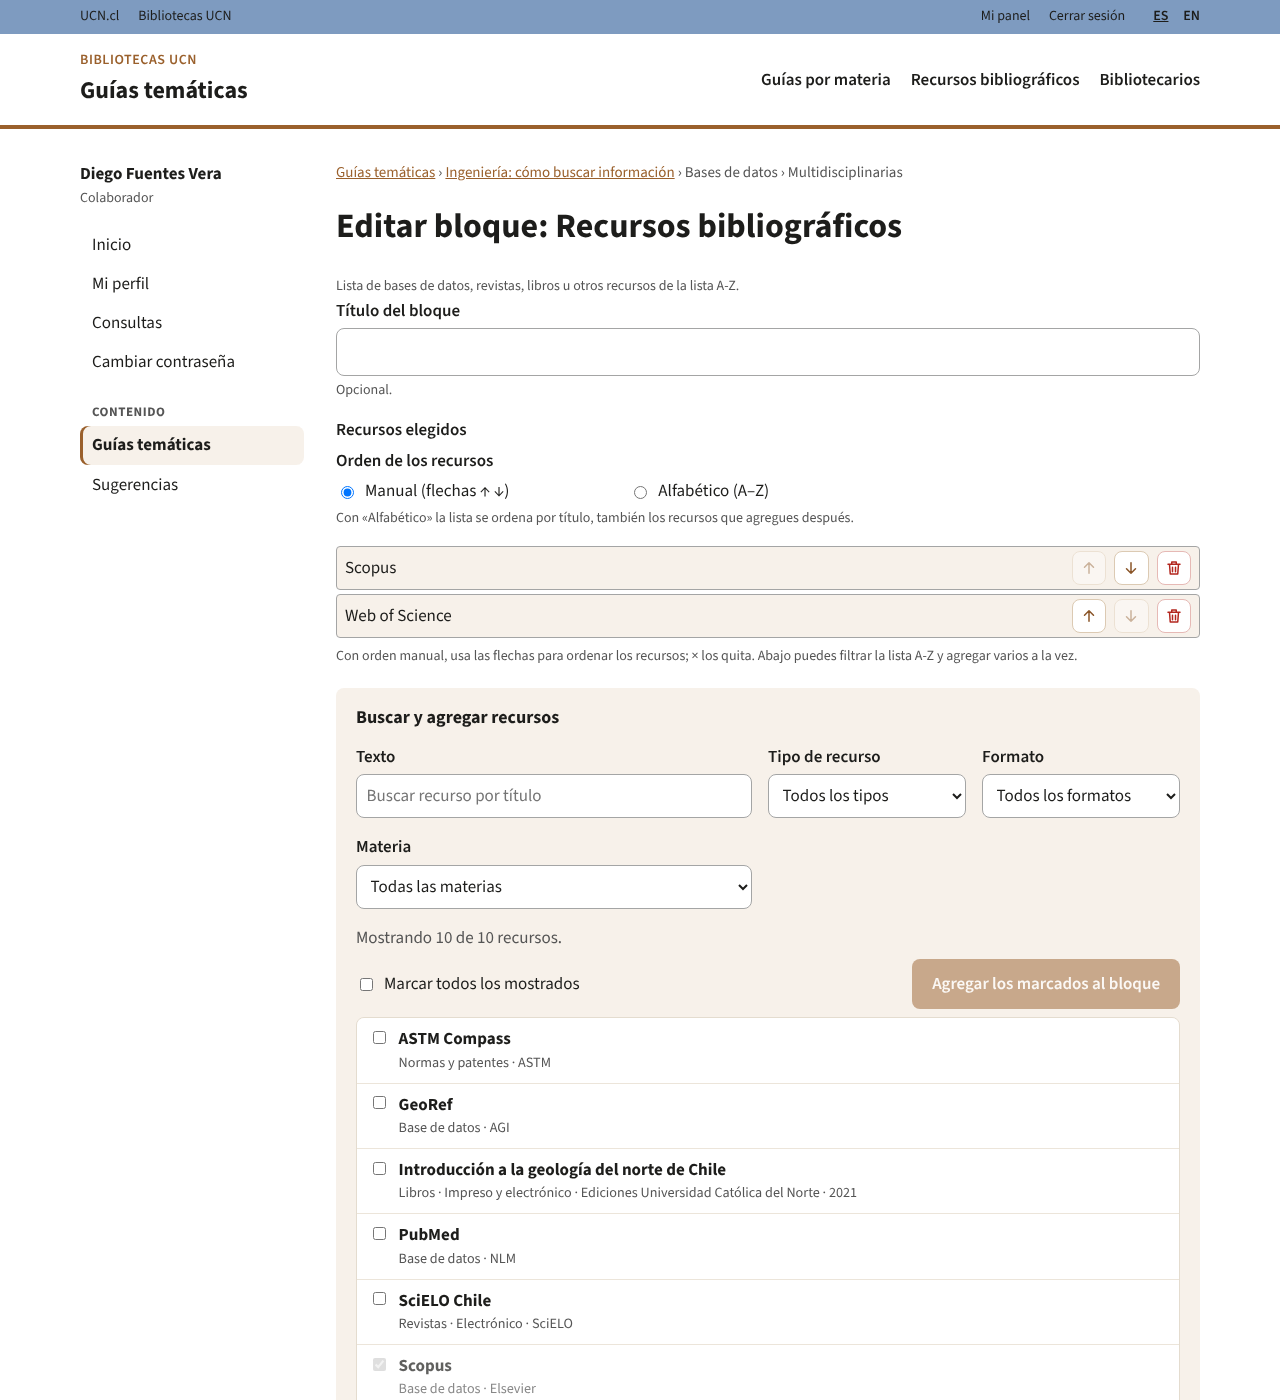 UCN.cl Bibliotecas UCN Mi panel Cerrar sesión ES EN
BIBLIOTECAS UCN
Guías temáticas
Guías por materia Recursos bibliográficos Bibliotecarios
Diego Fuentes Vera
Colaborador
Inicio
Mi perfil
Consultas
Cambiar contraseña
CONTENIDO
Guías temáticas
Sugerencias
Guías temáticas › Ingeniería: cómo buscar información › Bases de datos › Multidisciplinarias
Editar bloque: Recursos bibliográficos
Lista de bases de datos, revistas, libros u otros recursos de la lista A-Z.
Título del bloque
Opcional.
Recursos elegidos
Orden de los recursos
Manual (flechas ↑ ↓) Alfabético (A–Z)
Con «Alfabético» la lista se ordena por título, también los recursos que agregues después.
Scopus ↑ ↓
Web of Science ↑ ↓
Con orden manual, usa las flechas para ordenar los recursos; × los quita. Abajo puedes filtrar la lista A-Z y agregar varios a la vez.
Buscar y agregar recursos
Texto Tipo de recurso Formato
Buscar recurso por título Todos los tipos Todos los formatos
Materia
Todas las materias
Mostrando 10 de 10 recursos.
Marcar todos los mostrados Agregar los marcados al bloque
ASTM Compass
Normas y patentes · ASTM
GeoRef
Base de datos · AGI
Introducción a la geología del norte de Chile
Libros · Impreso y electrónico · Ediciones Universidad Católica del Norte · 2021
PubMed
Base de datos · NLM
SciELO Chile
Revistas · Electrónico · SciELO
Scopus
Base de datos · Elsevier